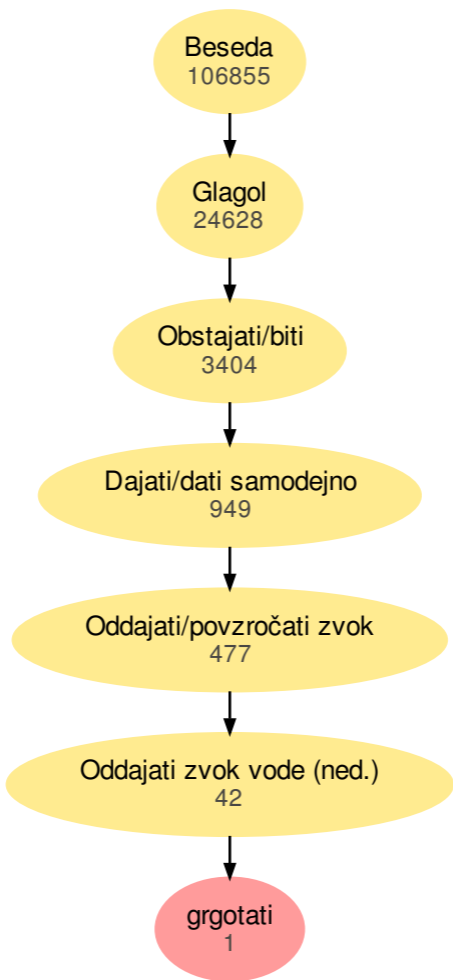 Beseda
106855
Glagol
24628
Obstajati/biti
3404
Dajati/dati samodejno
949
Oddajati/povzročati zvok
477
Oddajati zvok vode (ned.)
42
grgotati
1